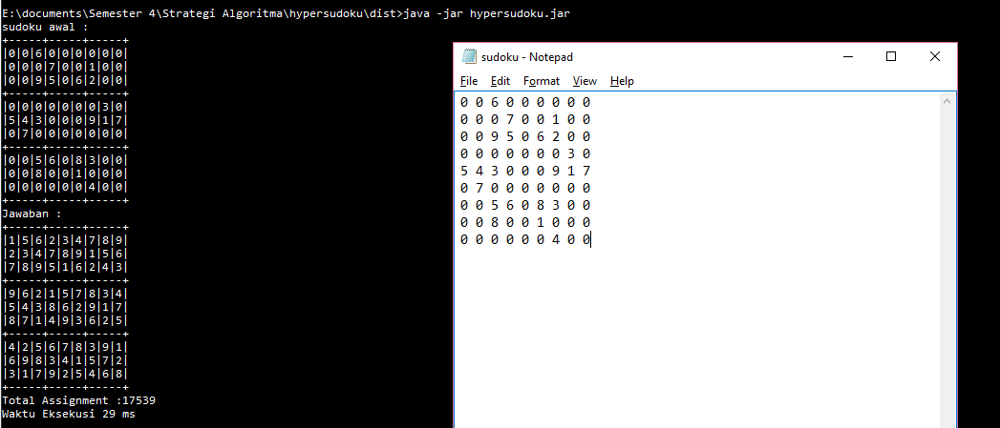 E:\documents\Semester 4\Strategi Algoritma\hypersudoku\dist>java -jar hypersudoku.jar
sudoku awal :
+-----+-----+-----+
|0|0|6|0|0|0|0|0|0|
|0|0|0|7|0|0|1|0|0|
|0|0|9|5|0|6|2|0|0|
+-----+-----+-----+
|0|0|0|0|0|0|0|3|0|
|5|4|3|0|0|0|9|1|7|
|0|7|0|0|0|0|0|0|0|
+-----+-----+-----+
|0|0|5|6|0|8|3|0|0|
|0|0|8|0|0|1|0|0|0|
|0|0|0|0|0|0|4|0|0|
+-----+-----+-----+
Jawaban :
+-----+-----+-----+
|1|5|6|2|3|4|7|8|9|
|2|3|4|7|8|9|1|5|6|
|7|8|9|5|1|6|2|4|3|
+-----+-----+-----+
|9|6|2|1|5|7|8|3|4|
|5|4|3|8|6|2|9|1|7|
|8|7|1|4|9|3|6|2|5|
+-----+-----+-----+
|4|2|5|6|7|8|3|9|1|
|6|9|8|3|4|1|5|7|2|
|3|1|7|9|2|5|4|6|8|
+-----+-----+-----+
Total Assignment :17539
Waktu Eksekusi 29 ms
sudoku - Notepad
File Edit Format View Help
0 0 6 0 0 0 0 0 0
0 0 0 7 0 0 1 0 0
0 0 9 5 0 6 2 0 0
0 0 0 0 0 0 0 3 0
5 4 3 0 0 0 9 1 7
0 7 0 0 0 0 0 0 0
0 0 5 6 0 8 3 0 0
0 0 8 0 0 1 0 0 0
0 0 0 0 0 0 4 0 0